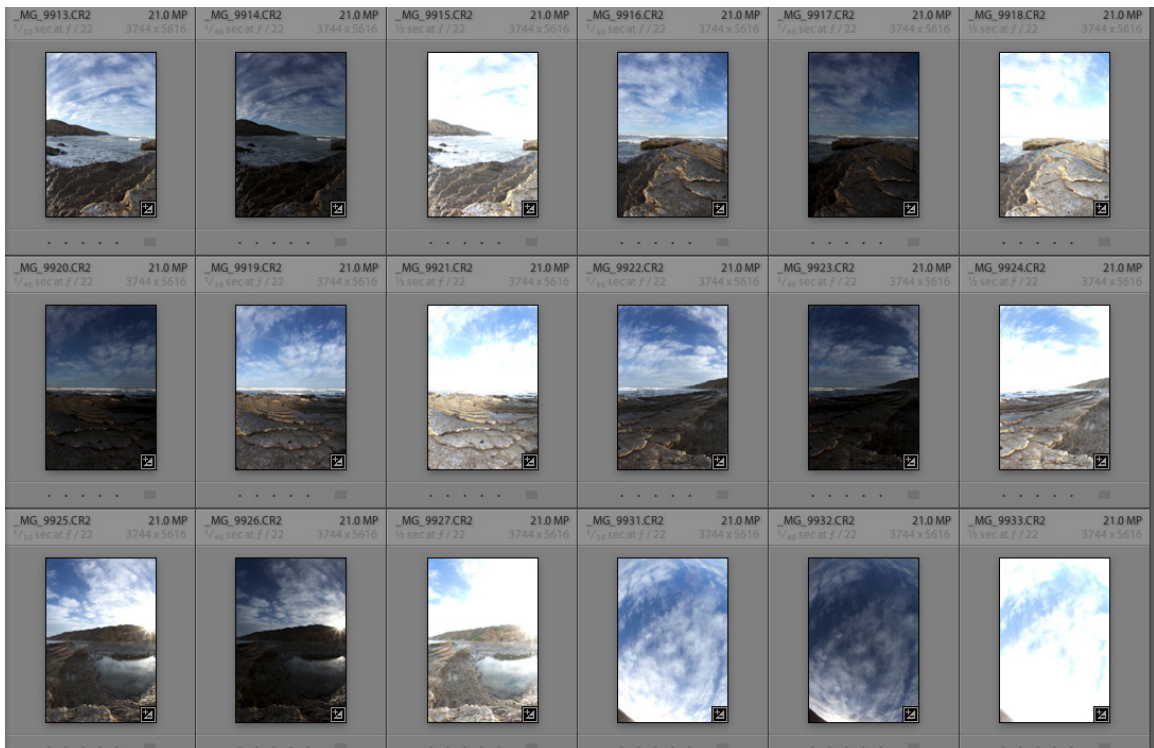 _MG_9913.CR2 21.0 MP _MG_9914.CR2 21.0 MP _MG_9915.CR2 21.0 MP _MG_9916.CR2 21.0 MP _MG_9917.CR2 21.0 MP _MG_9918.CR2 21.0 MP
1/10 sec at ƒ / 22 3744 x 5616 1/40 sec at ƒ / 22 3744 x 5616 ½ sec at ƒ / 22 3744 x 5616 1/10 sec at ƒ / 22 3744 x 5616 1/40 sec at ƒ / 22 3744 x 5616 ½ sec at ƒ / 22 3744 x 5616
_MG_9920.CR2 21.0 MP _MG_9919.CR2 21.0 MP _MG_9921.CR2 21.0 MP _MG_9922.CR2 21.0 MP _MG_9923.CR2 21.0 MP _MG_9924.CR2 21.0 MP
1/40 sec at ƒ / 22 3744 x 5616 1/10 sec at ƒ / 22 3744 x 5616 ½ sec at ƒ / 22 3744 x 5616 1/10 sec at ƒ / 22 3744 x 5616 1/40 sec at ƒ / 22 3744 x 5616 ½ sec at ƒ / 22 3744 x 5616
_MG_9925.CR2 21.0 MP _MG_9926.CR2 21.0 MP _MG_9927.CR2 21.0 MP _MG_9931.CR2 21.0 MP _MG_9932.CR2 21.0 MP _MG_9933.CR2 21.0 MP
1/10 sec at ƒ / 22 3744 x 5616 1/40 sec at ƒ / 22 3744 x 5616 ½ sec at ƒ / 22 3744 x 5616 1/10 sec at ƒ / 22 3744 x 5616 1/40 sec at ƒ / 22 3744 x 5616 ½ sec at ƒ / 22 3744 x 5616